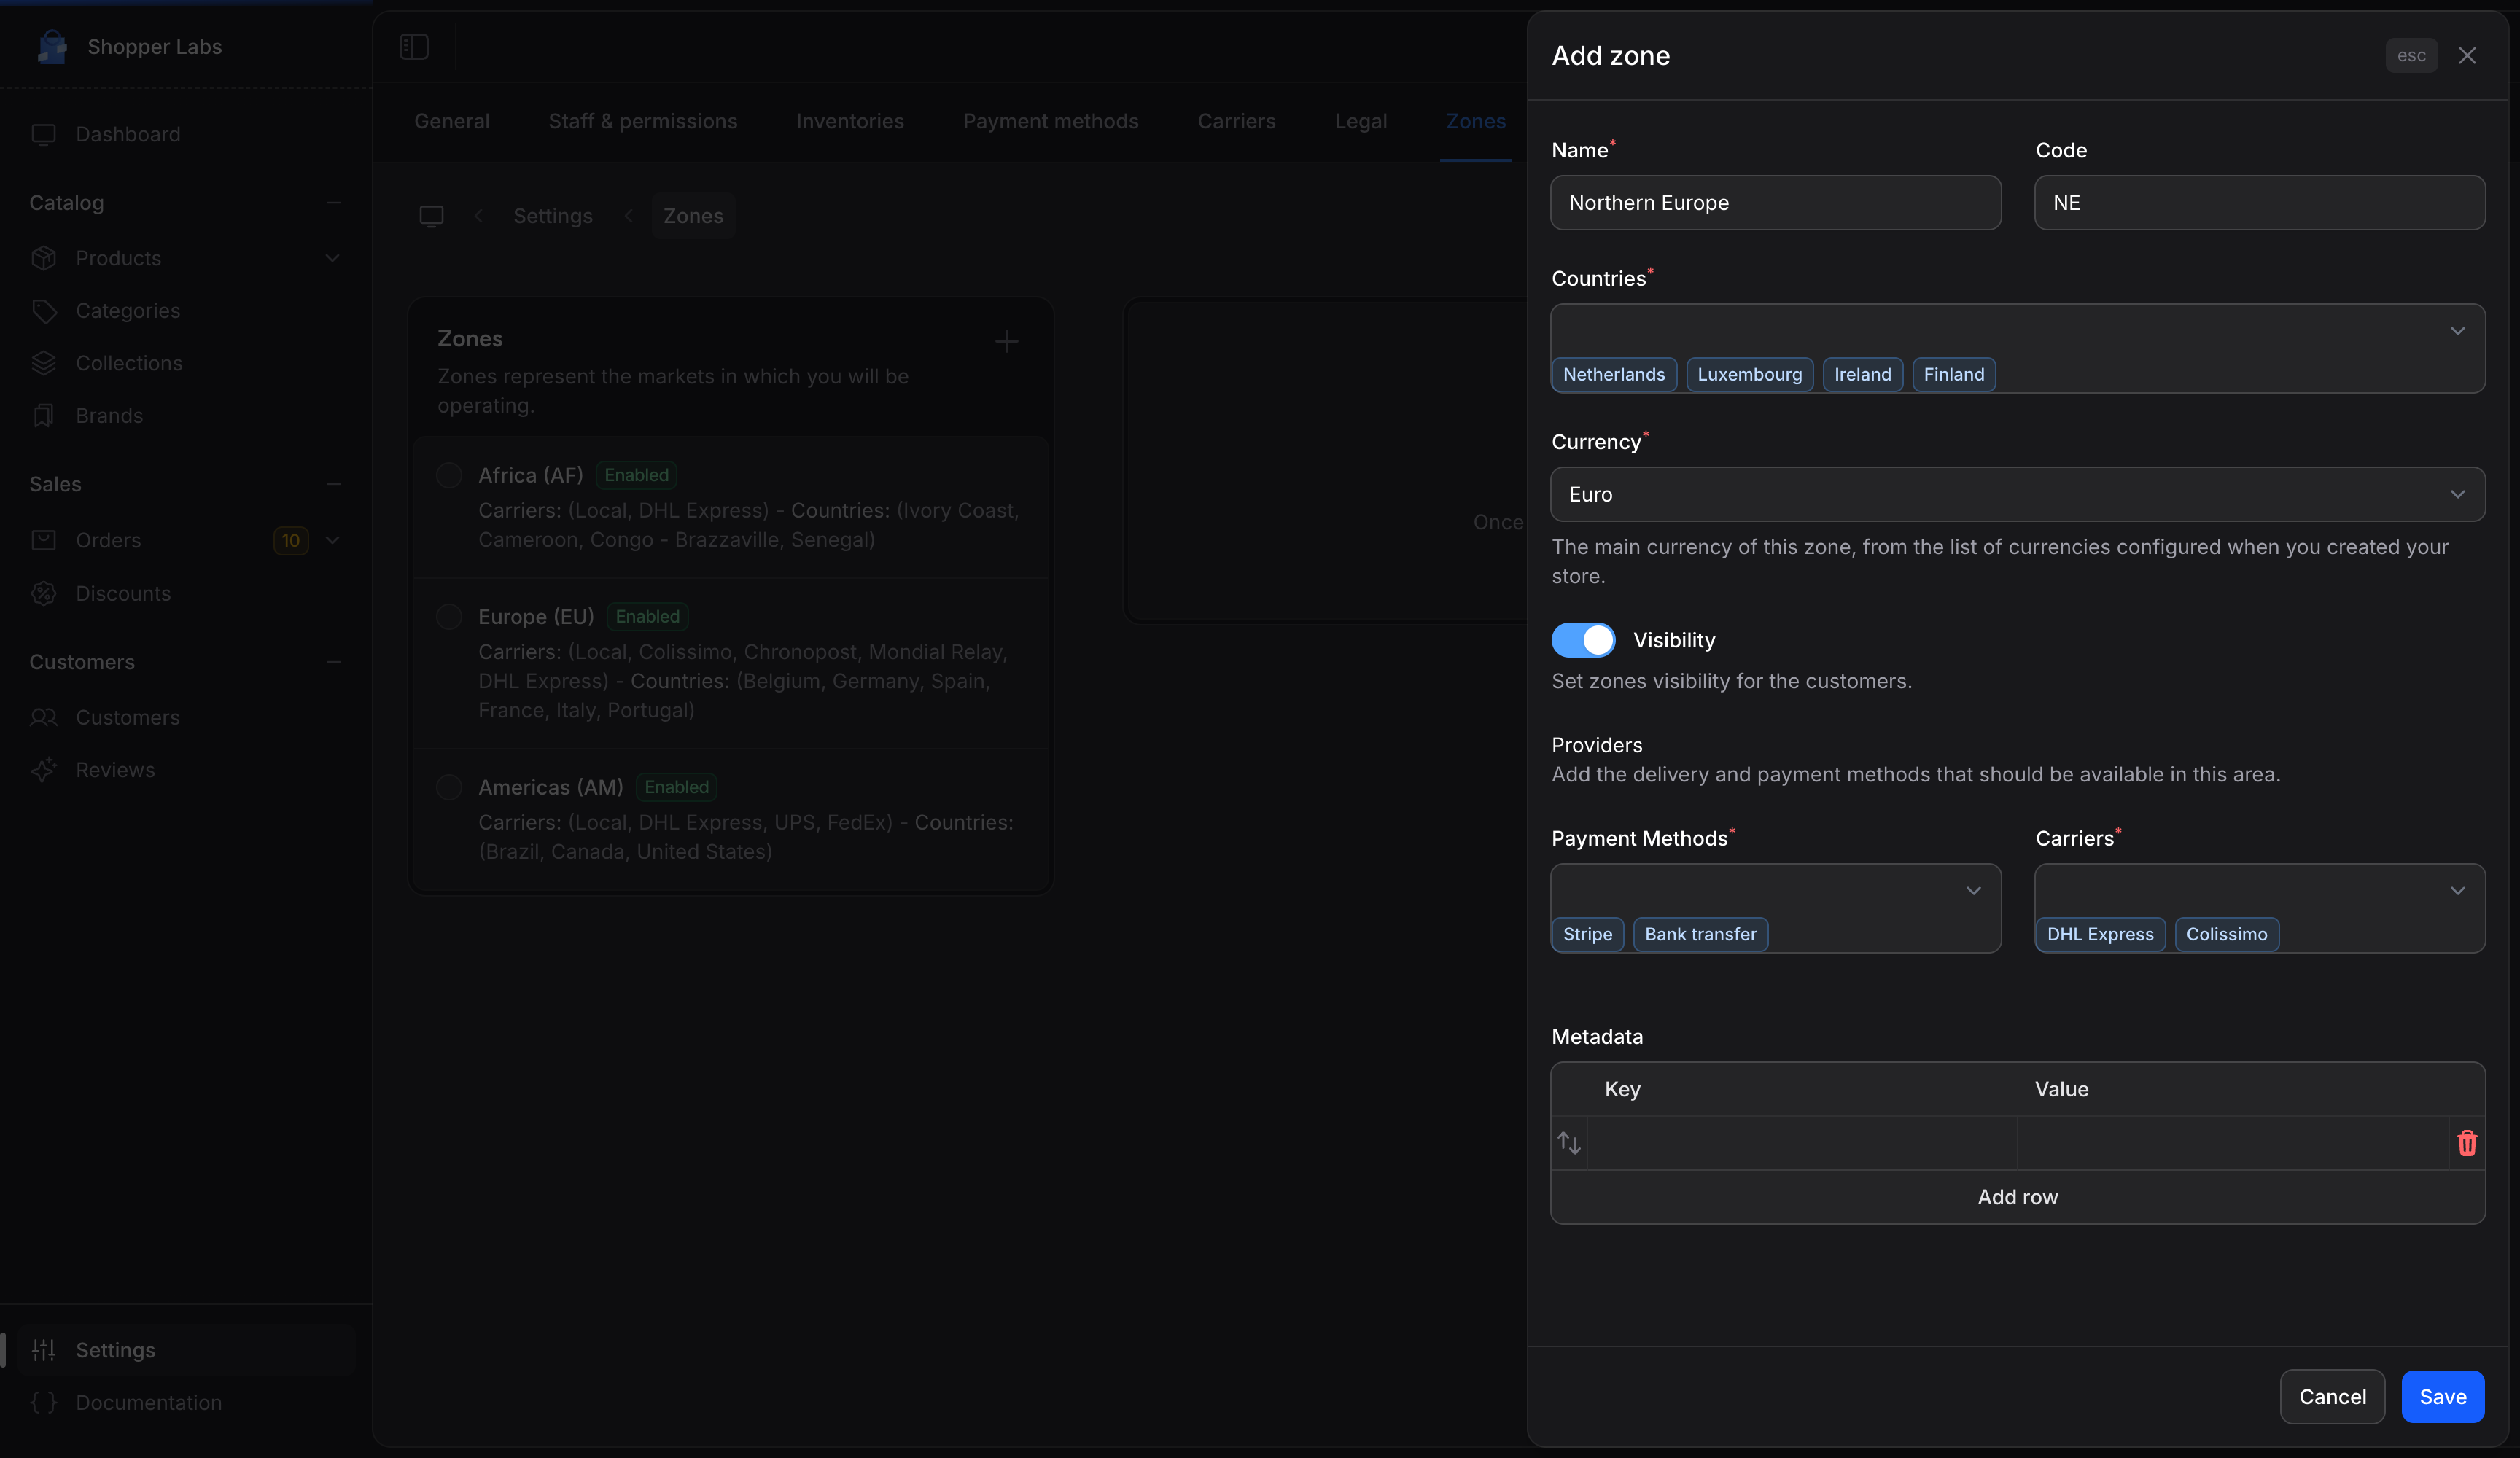 Shopper Labs
Dashboard
Catalog
Products
Categories
Collections
Brands
Sales
Orders
10
Discounts
Customers
Customers
Reviews
Settings
Documentation
General
Staff & permissions
Inventories
Payment methods
Carriers
Legal
Zones
Settings
Zones
Zones
Zones represent the markets in which you will be
operating.
Africa (AF) Enabled
Carriers: (Local, DHL Express) - Countries: (Ivory Coast,
Cameroon, Congo - Brazzaville, Senegal)
Europe (EU) Enabled
Carriers: (Local, Colissimo, Chronopost, Mondial Relay,
DHL Express) - Countries: (Belgium, Germany, Spain,
France, Italy, Portugal)
Americas (AM) Enabled
Carriers: (Local, DHL Express, UPS, FedEx) - Countries:
(Brazil, Canada, United States)
Once
Add zone
esc
Name*
Northern Europe
Code
NE
Countries*
Netherlands Luxembourg Ireland Finland
Currency*
Euro
The main currency of this zone, from the list of currencies configured when you created your
store.
Visibility
Set zones visibility for the customers.
Providers
Add the delivery and payment methods that should be available in this area.
Payment Methods*
Stripe Bank transfer
Carriers*
DHL Express Colissimo
Metadata
Key Value
Add row
Cancel Save